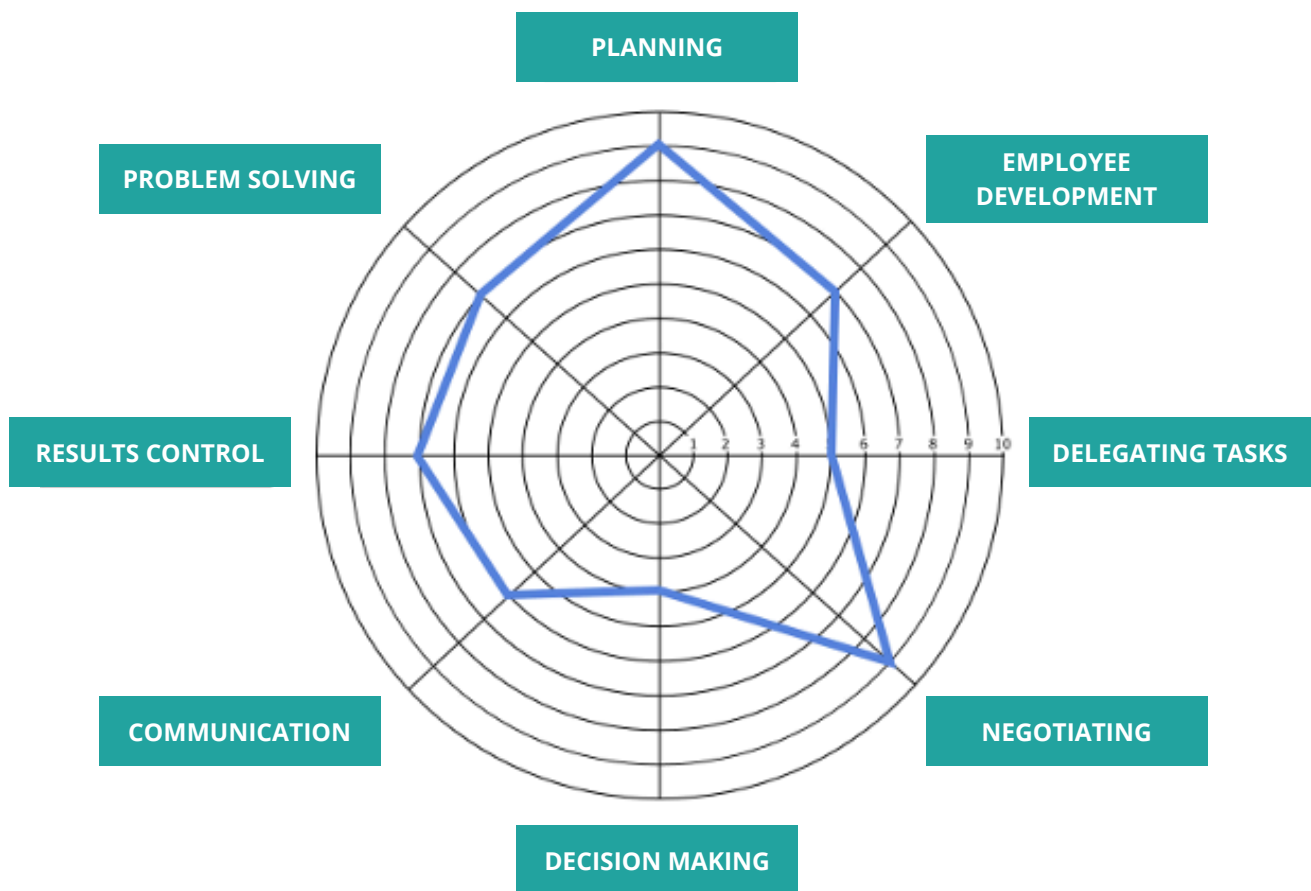 PLANNING
PROBLEM SOLVING
EMPLOYEE
DEVELOPMENT
1 2 3 4 5 6 7 8 9 10
RESULTS CONTROL
DELEGATING TASKS
COMMUNICATION
NEGOTIATING
DECISION MAKING